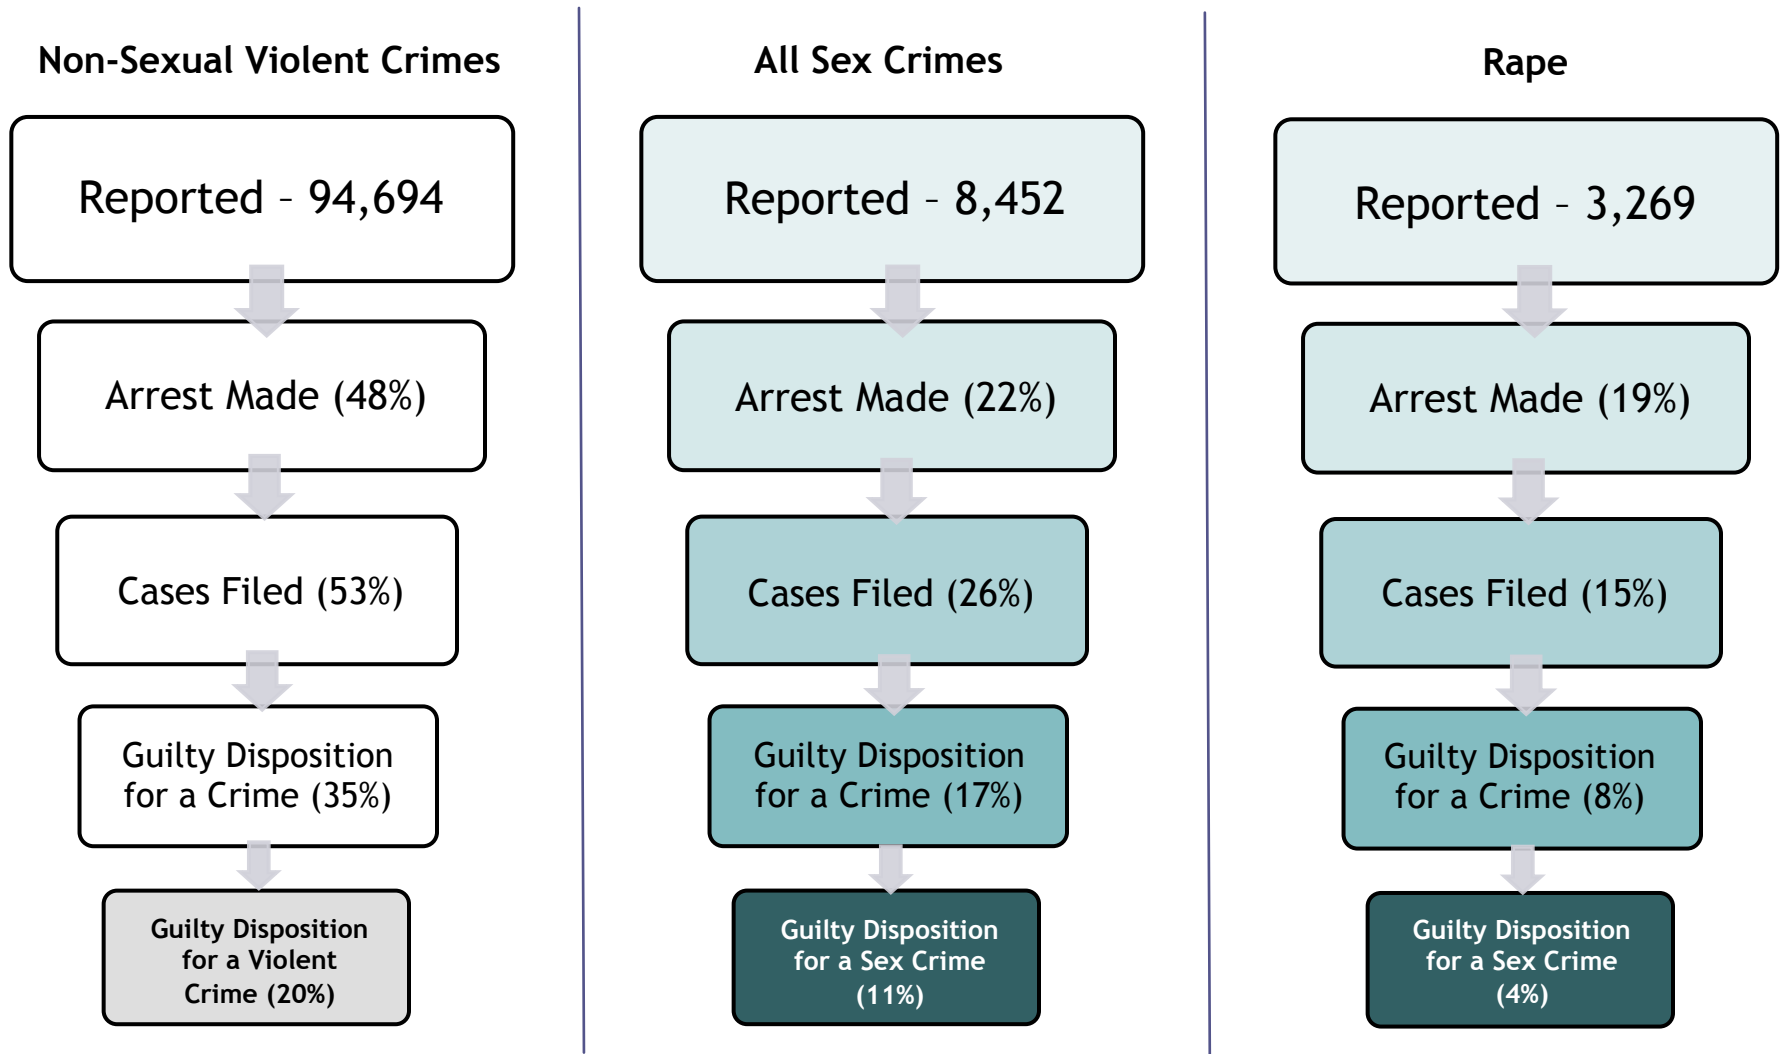 Non-Sexual Violent Crimes
Reported – 94,694
Arrest Made (48%)
Cases Filed (53%)
Guilty Disposition
for a Crime (35%)
Guilty Disposition
for a Violent
Crime (20%)
All Sex Crimes
Reported – 8,452
Arrest Made (22%)
Cases Filed (26%)
Guilty Disposition
for a Crime (17%)
Guilty Disposition
for a Sex Crime
(11%)
Rape
Reported – 3,269
Arrest Made (19%)
Cases Filed (15%)
Guilty Disposition
for a Crime (8%)
Guilty Disposition
for a Sex Crime
(4%)